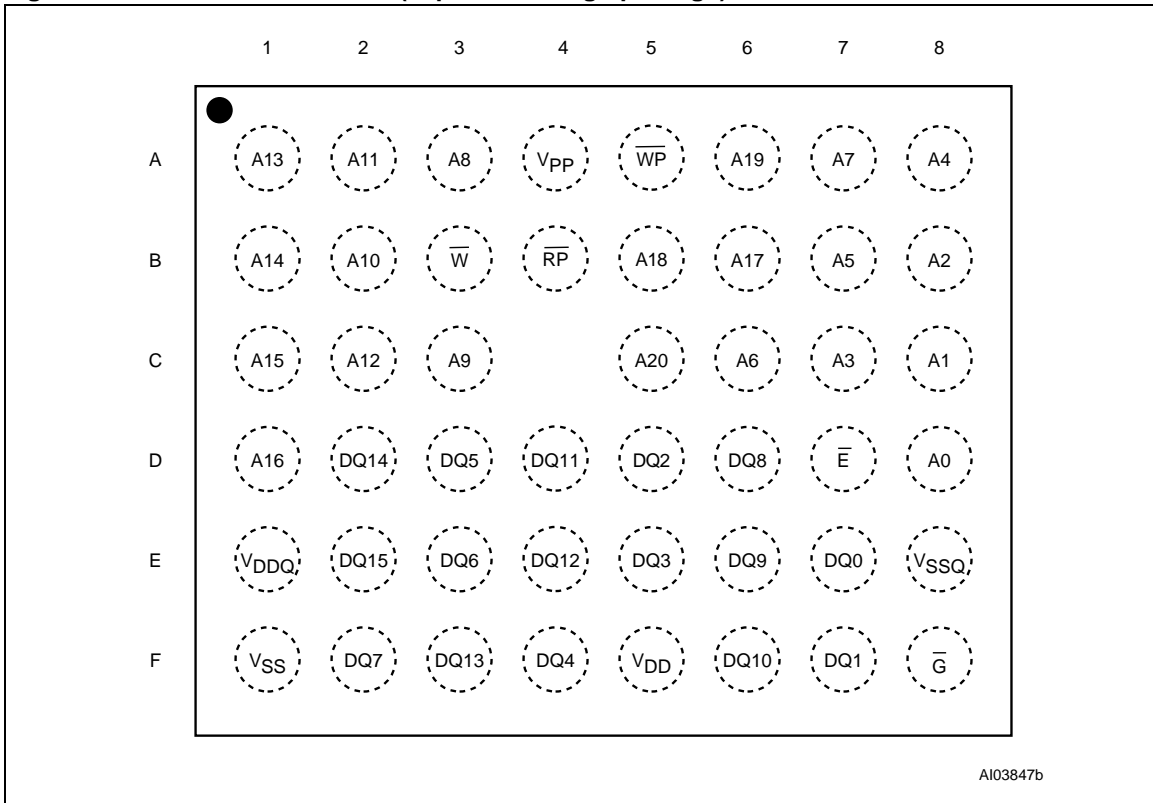 1 2 3 4 5 6 7 8
A A13 A11 A8 VPP W̅P̅ A19 A7 A4
B A14 A10 W̅ R̅P̅ A18 A17 A5 A2
C A15 A12 A9 A20 A6 A3 A1
D A16 DQ14 DQ5 DQ11 DQ2 DQ8 E̅ A0
E VDDQ DQ15 DQ6 DQ12 DQ3 DQ9 DQ0 VSSQ
F VSS DQ7 DQ13 DQ4 VDD DQ10 DQ1 G̅
AI03847b